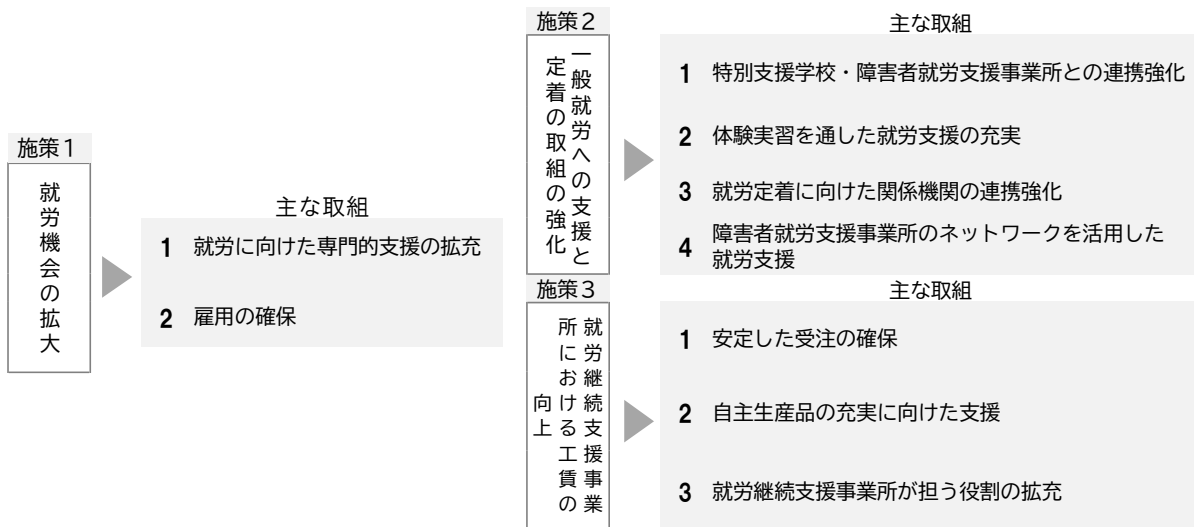 施策１
就労機会の拡大
主な取組
1 就労に向けた専門的支援の拡充
2 雇用の確保
施策２
一般就労への支援と
定着の取組の強化
主な取組
1 特別支援学校・障害者就労支援事業所との連携強化
2 体験実習を通した就労支援の充実
3 就労定着に向けた関係機関の連携強化
4 障害者就労支援事業所のネットワークを活用した
就労支援
施策３
就労継続支援事業
所における工賃の
向上
主な取組
1 安定した受注の確保
2 自主生産品の充実に向けた支援
3 就労継続支援事業所が担う役割の拡充